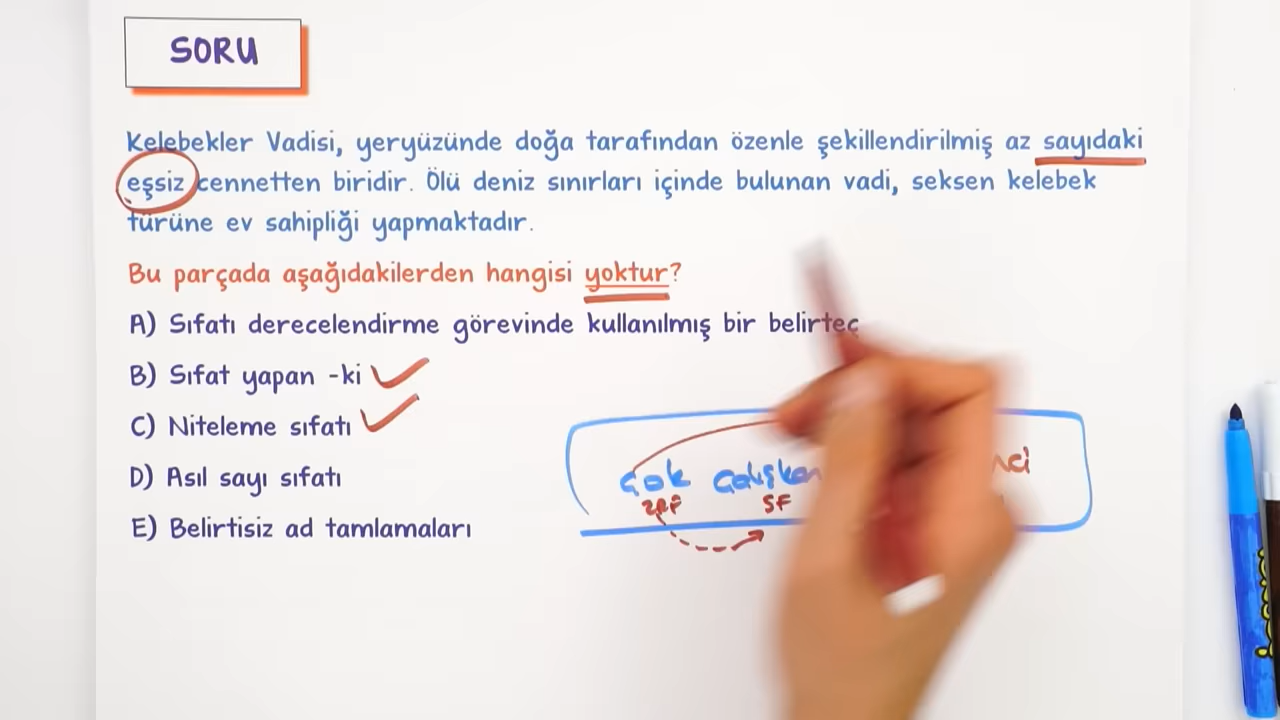 SORU
Kelebekler Vadisi, yeryüzünde doğa tarafından özenle şekillendirilmiş az sayıdaki
eşsiz cennetten biridir. Ölü deniz sınırları içinde bulunan vadi, seksen kelebek
türüne ev sahipliği yapmaktadır.
Bu parçada aşağıdakilerden hangisi yoktur?
A) Sıfatı derecelendirme görevinde kullanılmış bir belirteç
B) Sıfat yapan -ki
C) Niteleme sıfatı
D) Asıl sayı sıfatı
E) Belirtisiz ad tamlamaları
çok çalışkan
zrf SF